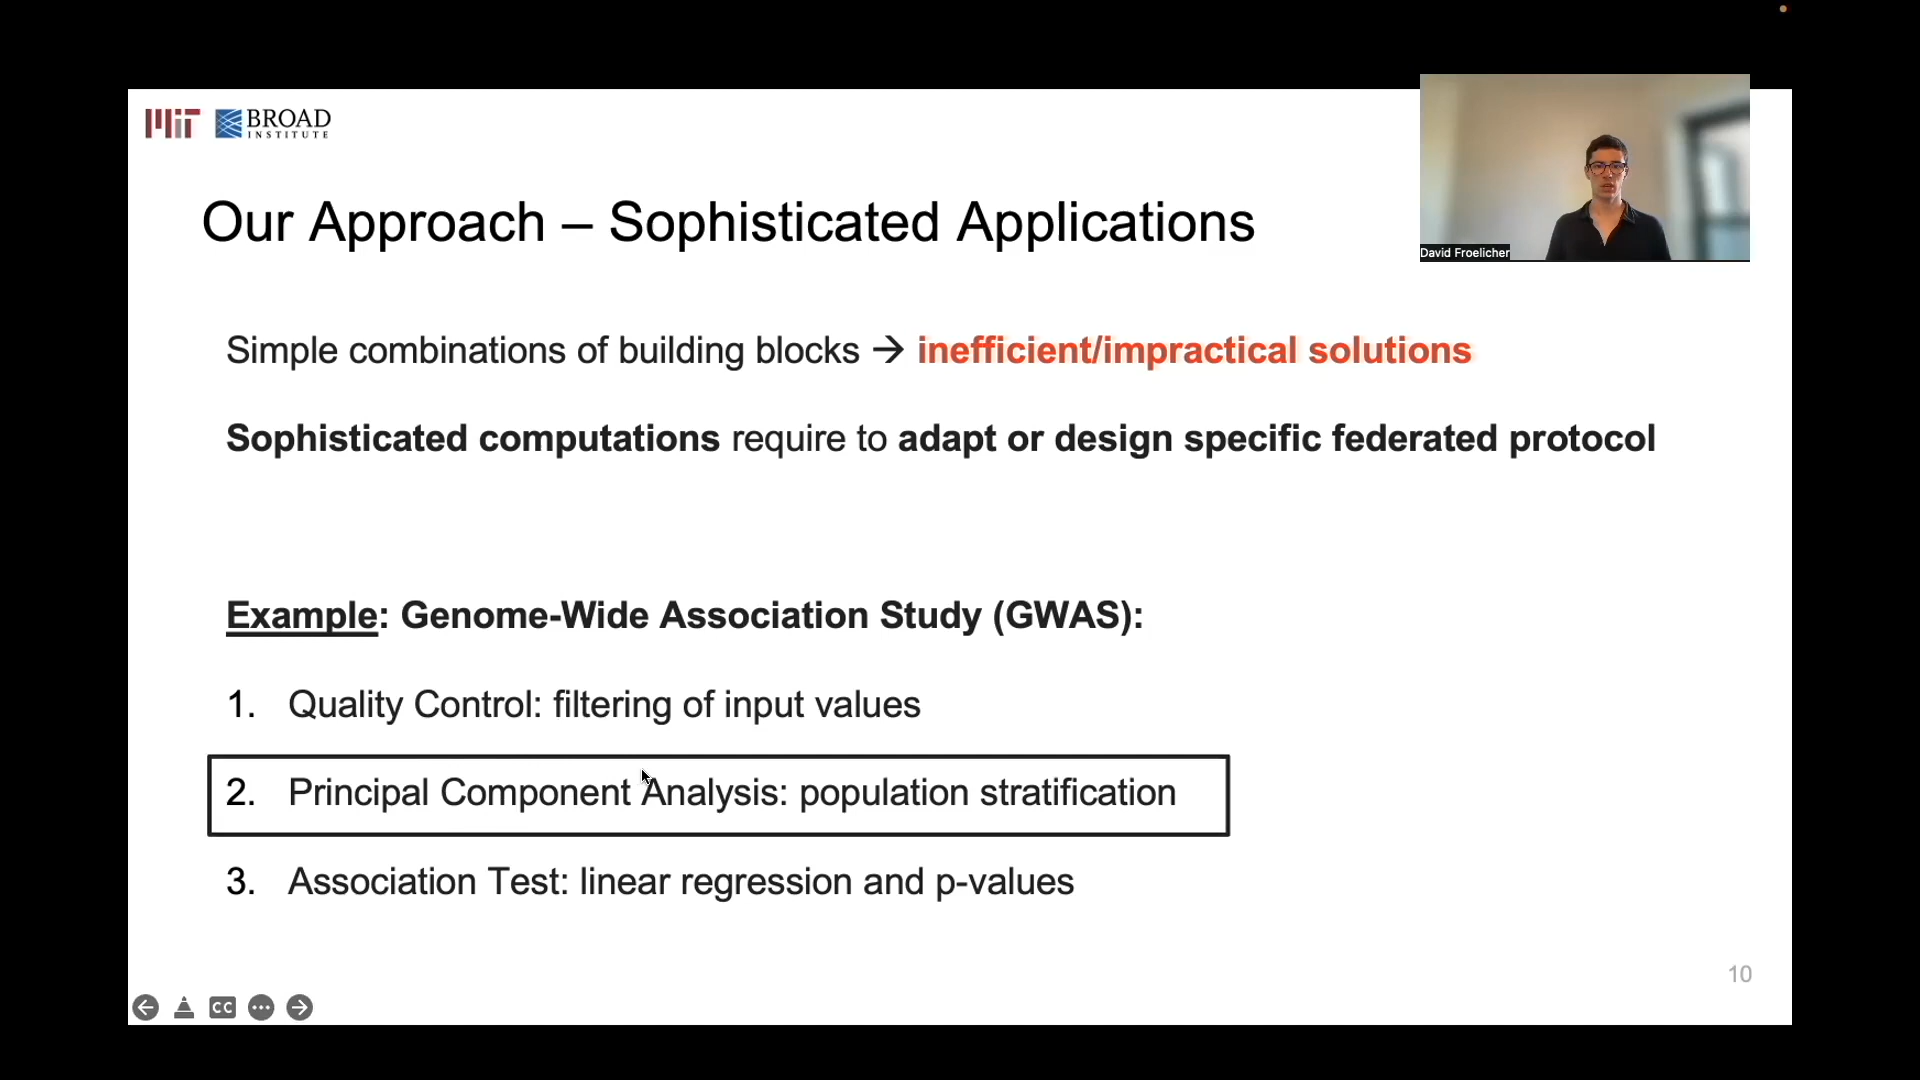 MIT BROAD
INSTITUTE
Our Approach – Sophisticated Applications
David Froelicher
Simple combinations of building blocks → inefficient/impractical solutions
Sophisticated computations require to adapt or design specific federated protocol
Example: Genome-Wide Association Study (GWAS):
1. Quality Control: filtering of input values
2. Principal Component Analysis: population stratification
3. Association Test: linear regression and p-values
10
CC